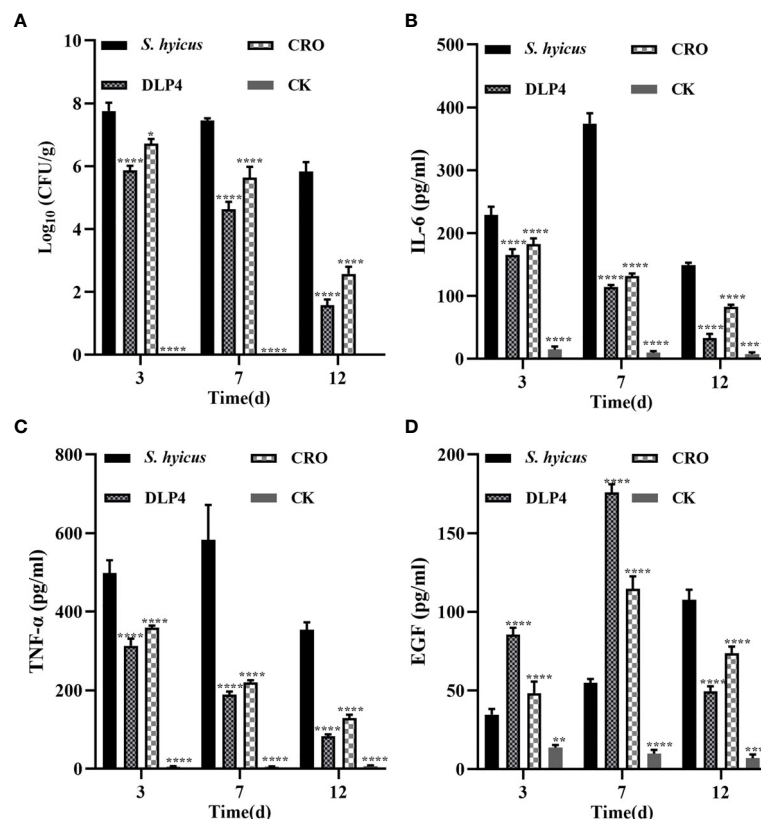 A
10
8
6
4
2
0
Log10 (CFU/g)
S. hyicus
CRO
DLP4
CK
****
*
****
****
****
****
****
****
3
7
12
Time(d)
B
500
400
300
200
100
0
IL-6 (pg/ml)
S. hyicus
CRO
DLP4
CK
****
****
****
****
****
****
****
****
***
3
7
12
Time(d)
C
800
600
400
200
0
TNF-α (pg/ml)
S. hyicus
CRO
DLP4
CK
****
****
****
****
****
****
****
****
****
3
7
12
Time(d)
D
200
150
100
50
0
EGF (pg/ml)
S. hyicus
CRO
DLP4
CK
****
****
**
****
****
****
****
****
***
3
7
12
Time(d)